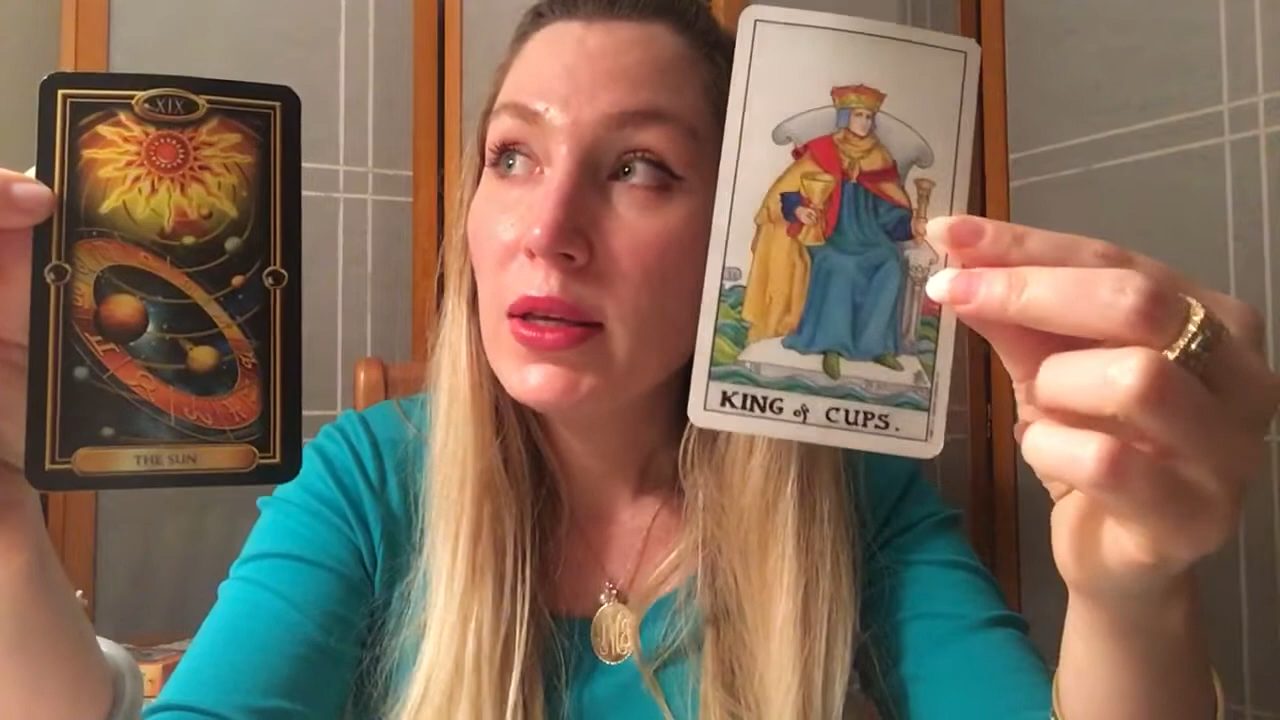 XIX
THE SUN
KING of CUPS.